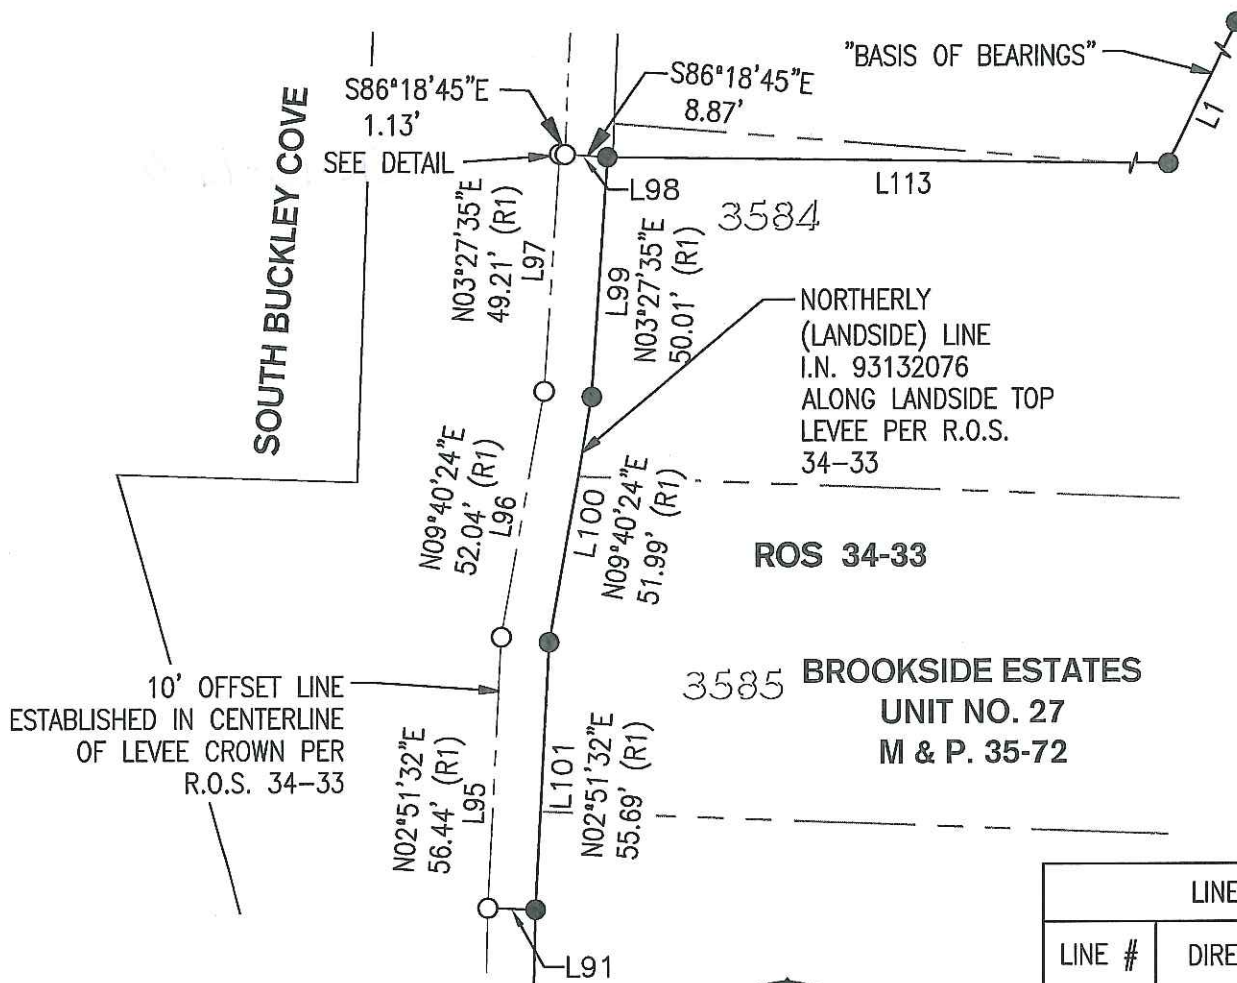 "BASIS OF BEARINGS"
L1
S86°18'45"E
1.13'
SEE DETAIL
S86°18'45"E
8.87'
L98
L113
SOUTH BUCKLEY COVE
N03°27'35"E
49.21' (R1)
L97
L99
N03°27'35"E
50.01' (R1)
3584
NORTHERLY
(LANDSIDE) LINE
I.N. 93132076
ALONG LANDSIDE TOP
LEVEE PER R.O.S.
34-33
N09°40'24"E
52.04' (R1)
L96
L100
N09°40'24"E
51.99' (R1)
ROS 34-33
10' OFFSET LINE
ESTABLISHED IN CENTERLINE
OF LEVEE CROWN PER
R.O.S. 34-33
3585
BROOKSIDE ESTATES
UNIT NO. 27
M & P. 35-72
N02°51'32"E
56.44' (R1)
L95
L101
N02°51'32"E
55.69' (R1)
L91
LINE
LINE # DIRE